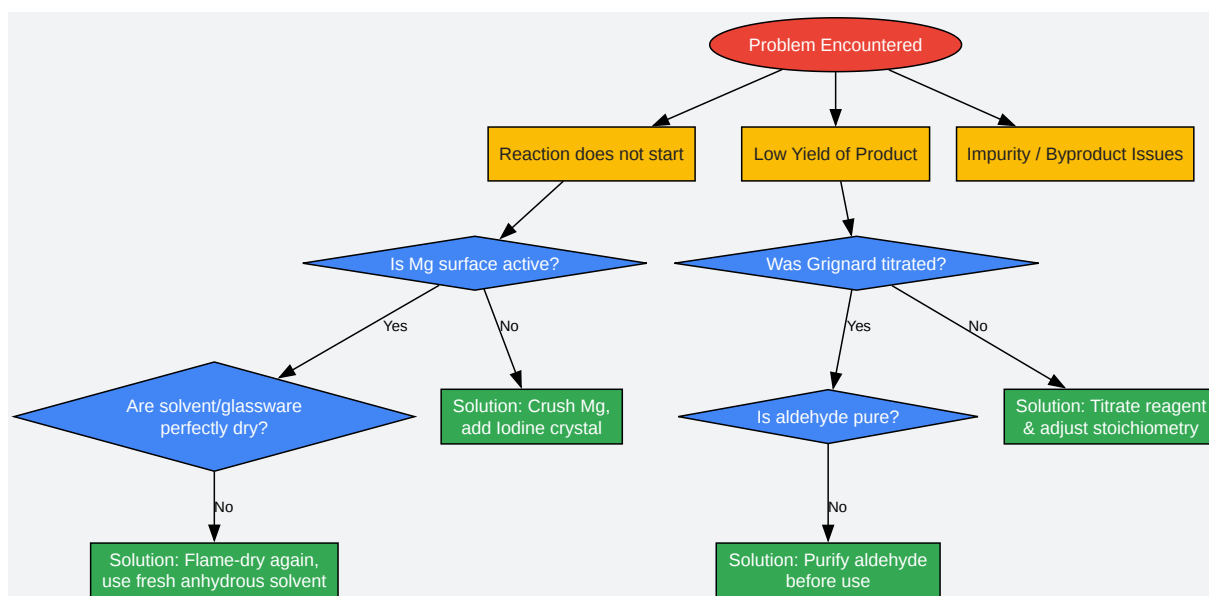 Problem Encountered
Reaction does not start
Low Yield of Product
Impurity / Byproduct Issues
Is Mg surface active?
Was Grignard titrated?
Yes
No
Yes
No
Are solvent/glassware
perfectly dry?
Solution: Crush Mg,
add Iodine crystal
Is aldehyde pure?
Solution: Titrate reagent
& adjust stoichiometry
No
No
Solution: Flame-dry again,
use fresh anhydrous solvent
Solution: Purify aldehyde
before use